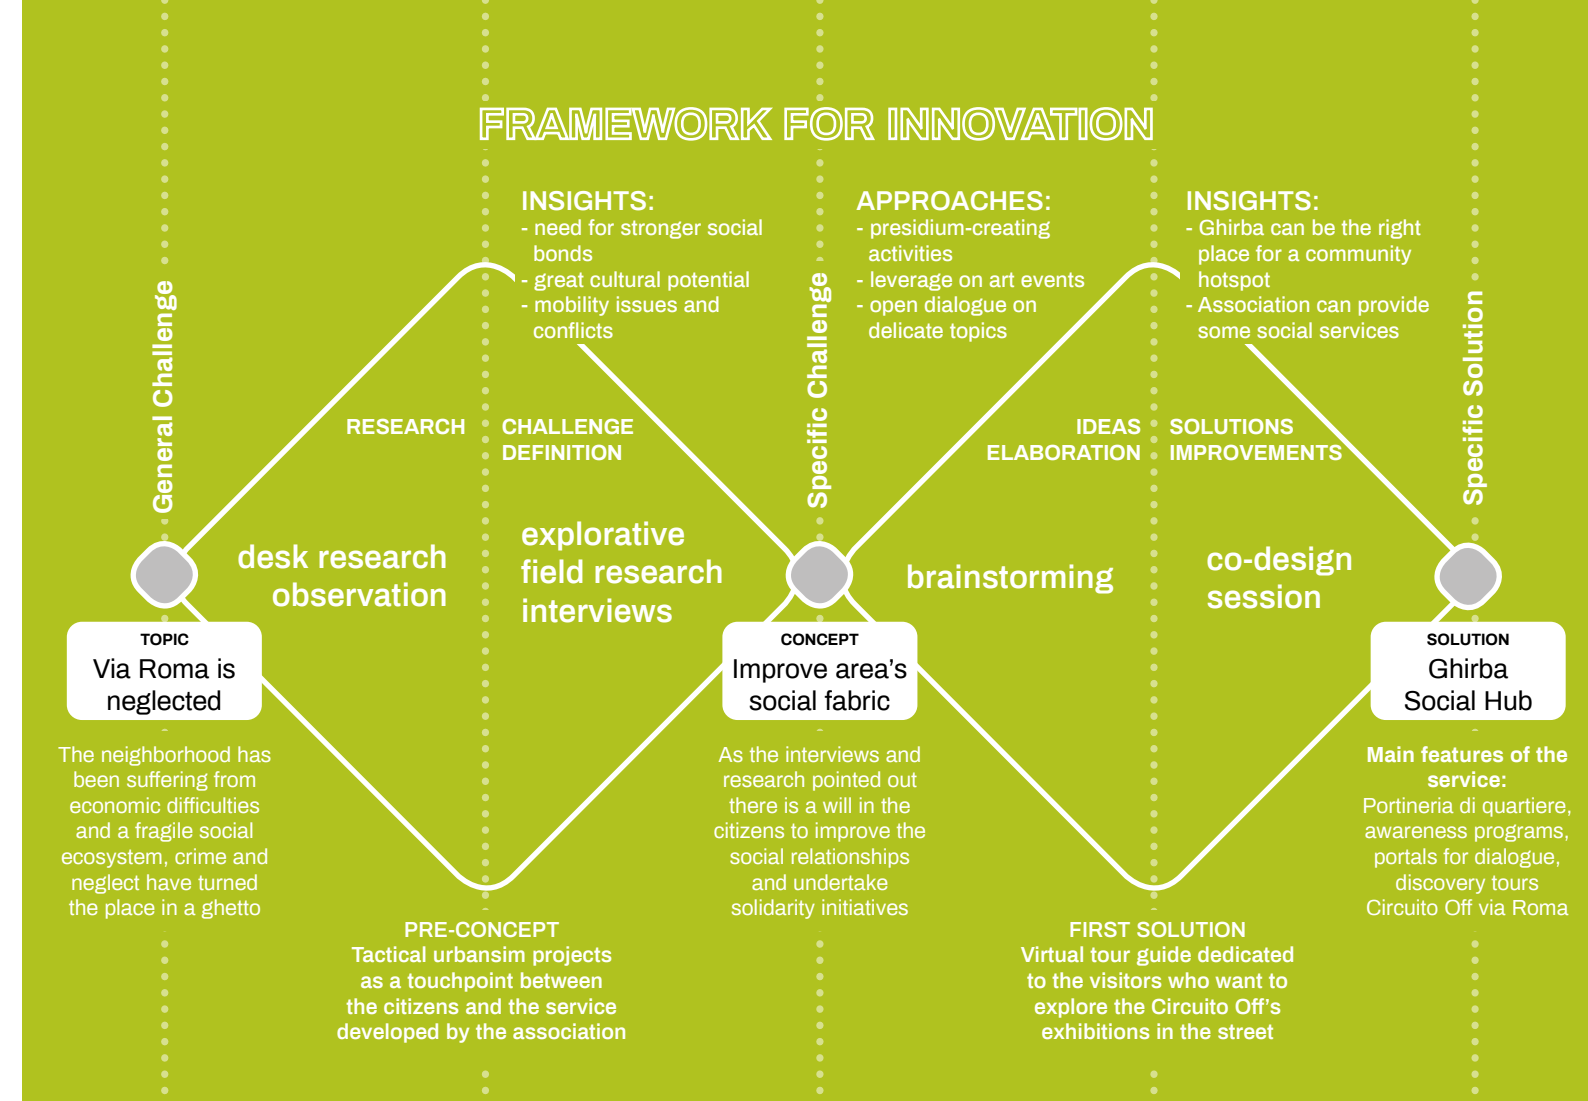 FRAMEWORK FOR INNOVATION
General Challenge
INSIGHTS:
- need for stronger social
bonds
- great cultural potential
- mobility issues and
conflicts
Specific Challenge
APPROACHES:
- presidium-creating
activities
- leverage on art events
- open dialogue on
delicate topics
INSIGHTS:
- Ghirba can be the right
place for a community
hotspot
- Association can provide
some social services
Specific Solution
RESEARCH
CHALLENGE
DEFINITION
IDEAS
ELABORATION
SOLUTIONS
IMPROVEMENTS
desk research
observation
explorative
field research
interviews
brainstorming
co-design
session
TOPIC
Via Roma is
neglected
The neighborhood has
been suffering from
economic difficulties
and a fragile social
ecosystem, crime and
neglect have turned
the place in a ghetto
CONCEPT
Improve area's
social fabric
As the interviews and
research pointed out
there is a will in the
citizens to improve the
social relationships
and undertake
solidarity initiatives
SOLUTION
Ghirba
Social Hub
Main features of the
service:
Portineria di quartiere,
awareness programs,
portals for dialogue,
discovery tours
Circuito Off via Roma
PRE-CONCEPT
Tactical urbansim projects
as a touchpoint between
the citizens and the service
developed by the association
FIRST SOLUTION
Virtual tour guide dedicated
to the visitors who want to
explore the Circuito Off's
exhibitions in the street